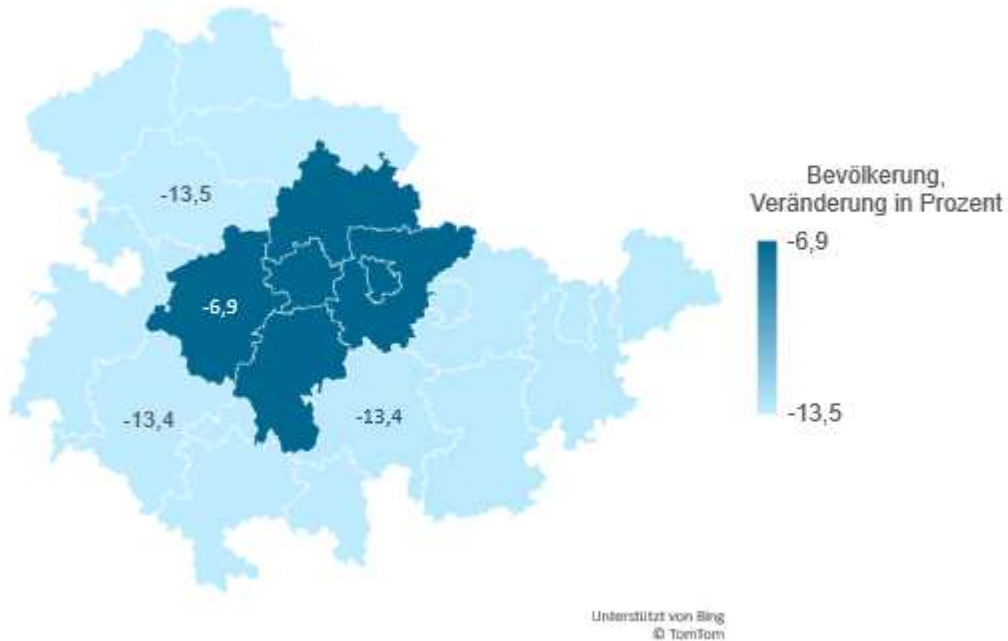 -13,5
-6,9
-13,4
-13,4
Bevölkerung,
Veränderung in Prozent
-6,9
-13,5
Unterstützt von Bing
© TomTom